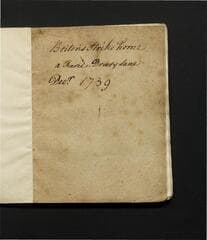 Britons Strike home
a Farce. Drury Lane
Decr. 1739